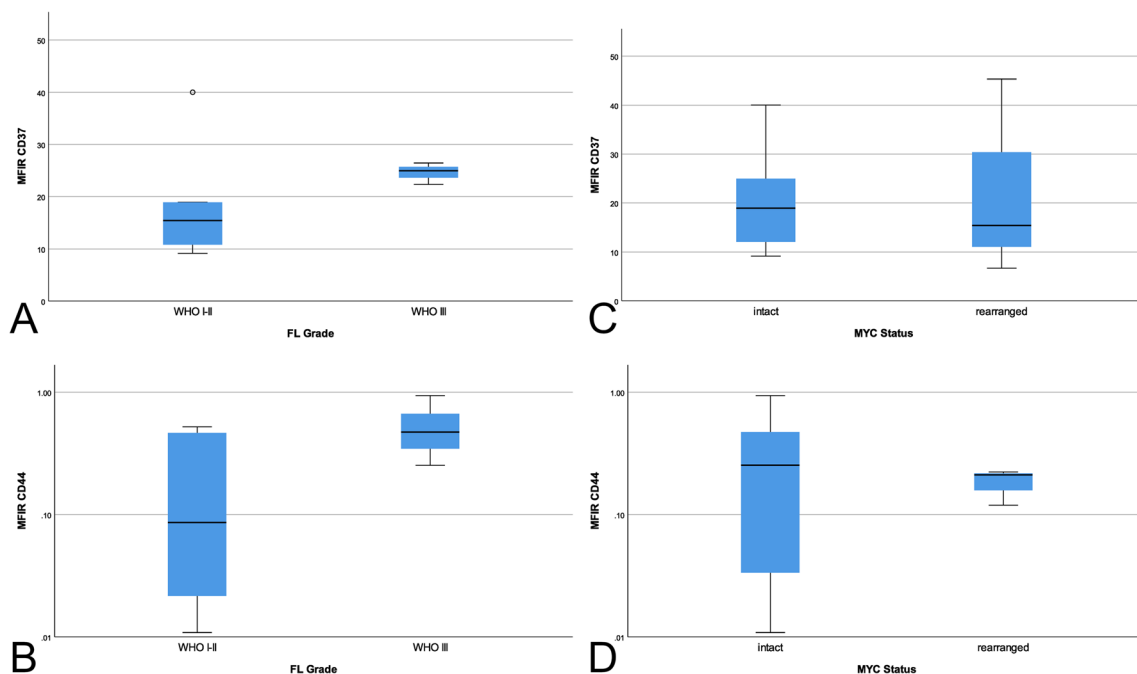 A
MFIR CD37
50
40
30
20
10
0
WHO I-II
WHO III
FL Grade
C
MFIR CD37
50
40
30
20
10
0
intact
rearranged
MYC Status
B
MFIR CD44
1.00
.10
.01
WHO I-II
WHO III
FL Grade
D
MFIR CD44
1.00
.10
.01
intact
rearranged
MYC Status